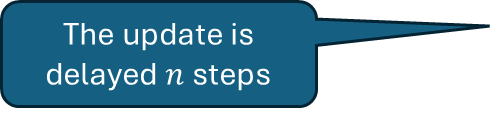 The update is
delayed n steps